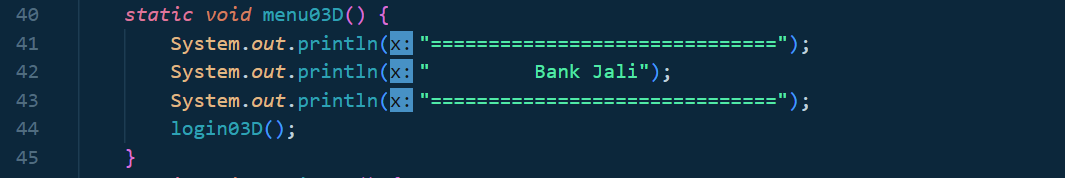 40 static void menu03D() {
41 System.out.println(x: "==============================");
42 System.out.println(x: "         Bank Jali");
43 System.out.println(x: "==============================");
44 login03D();
45 }